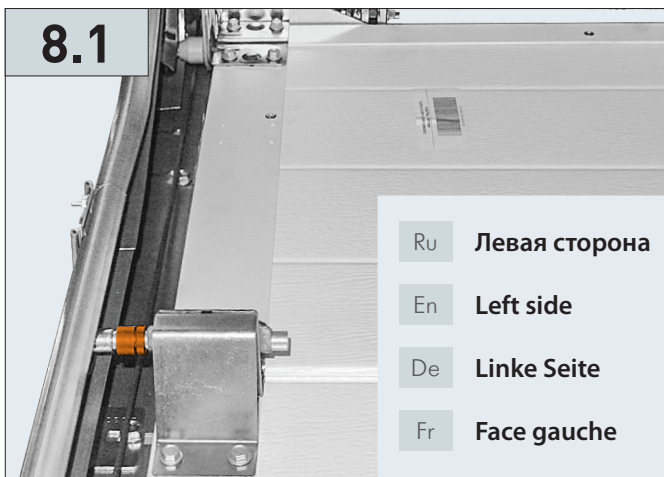 8.1
Ru Левая сторона
En Left side
De Linke Seite
Fr Face gauche